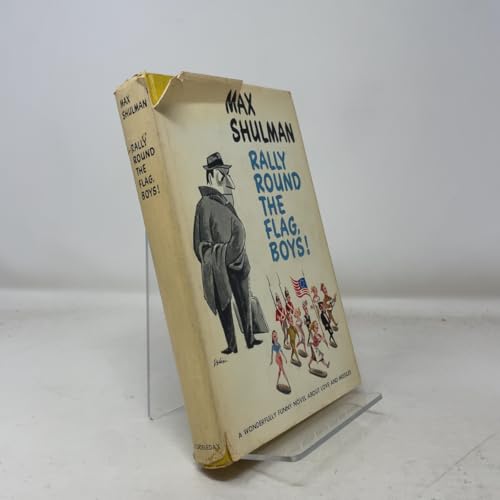 MAX
SHULMAN
RALLY
ROUND
THE
FLAG,
BOYS!
DOUBLEDAY
MAX
SHULMAN
RALLY
ROUND
THE
FLAG,
BOYS!
A WONDERFULLY FUNNY NOVEL ABOUT LOVE AND MISSILES